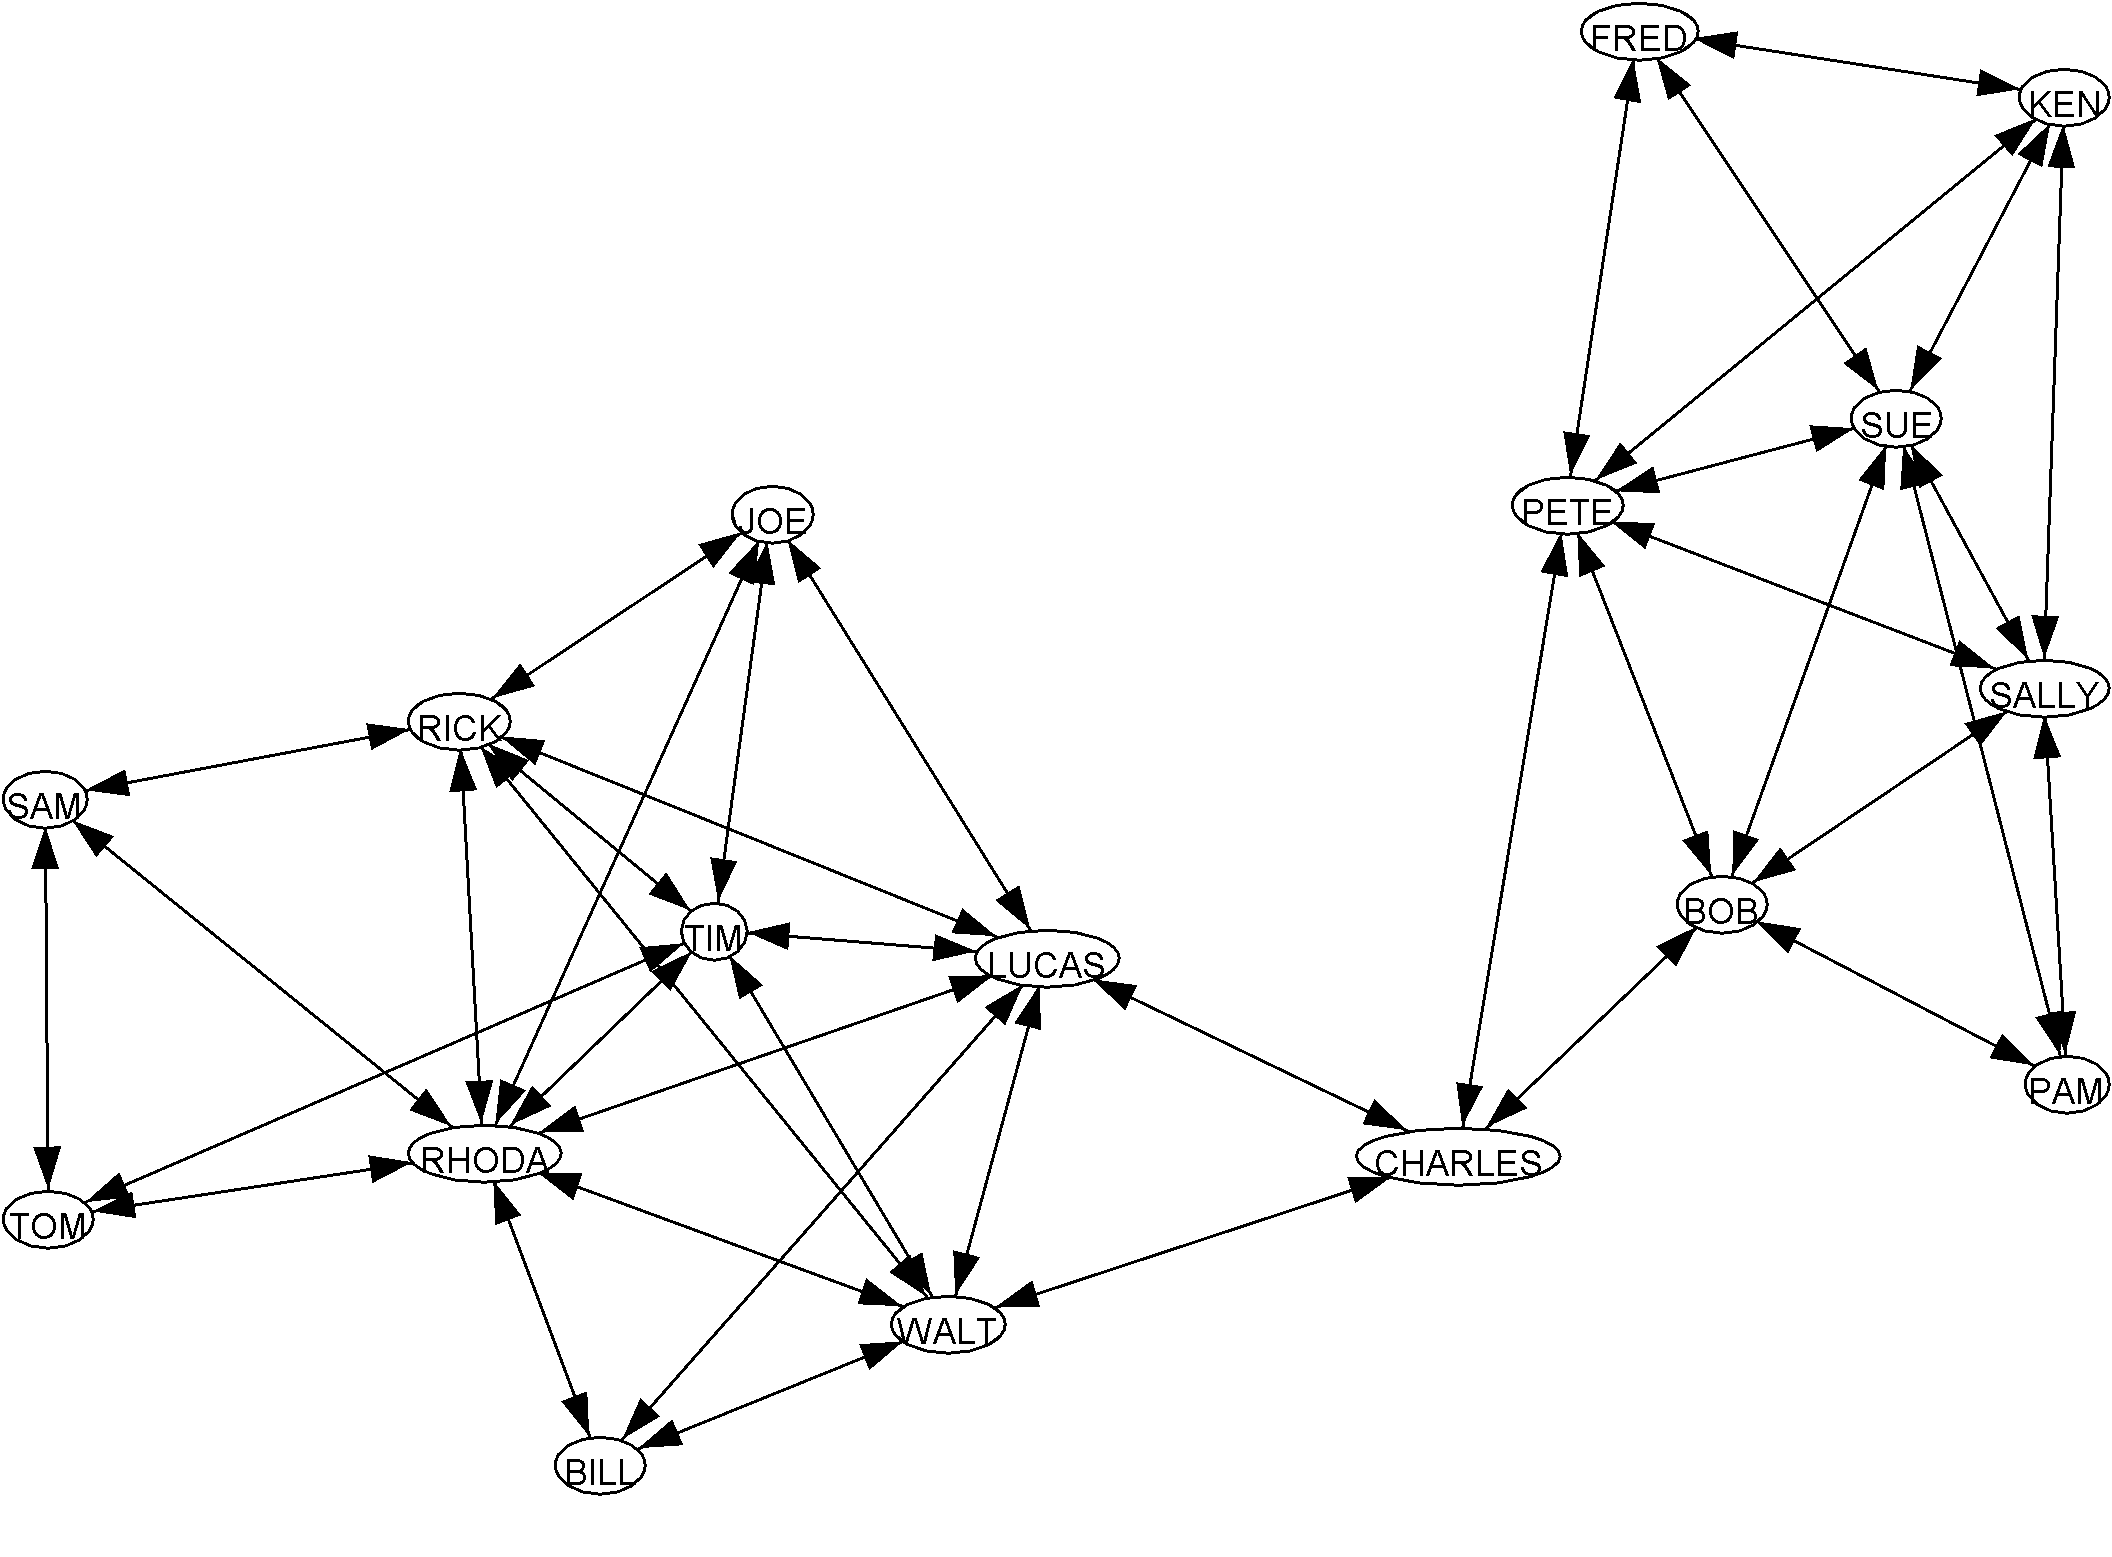 FRED
KEN
SUE
PETE
JOE
SALLY
RICK
SAM
BOB
TIM
LUCAS
PAM
RHODA
CHARLES
TOM
WALT
BILL